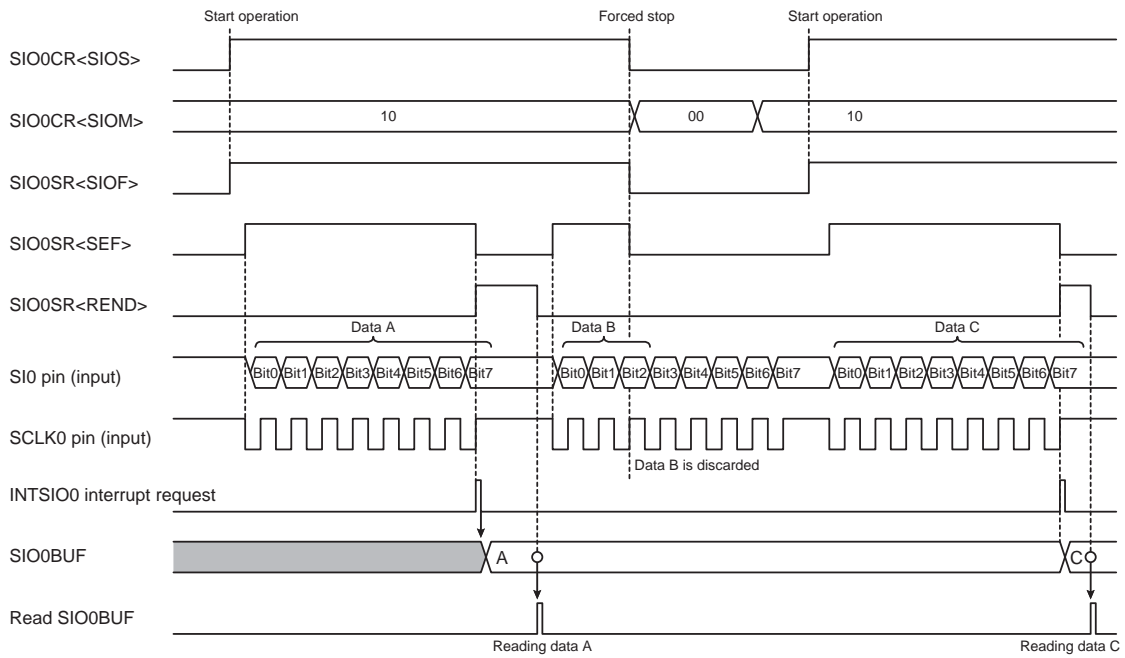 Start operation Forced stop Start operation
SIO0CR<SIOS>
SIO0CR<SIOM> 10 00 10
SIO0SR<SIOF>
SIO0SR<SEF>
SIO0SR<REND>
Data A Data B Data C
SI0 pin (input) Bit0 Bit1 Bit2 Bit3 Bit4 Bit5 Bit6 Bit7 Bit0 Bit1 Bit2 Bit3 Bit4 Bit5 Bit6 Bit7 Bit0 Bit1 Bit2 Bit3 Bit4 Bit5 Bit6 Bit7
SCLK0 pin (input)
Data B is discarded
INTSIO0 interrupt request
SIO0BUF A C
Read SIO0BUF
Reading data A Reading data C